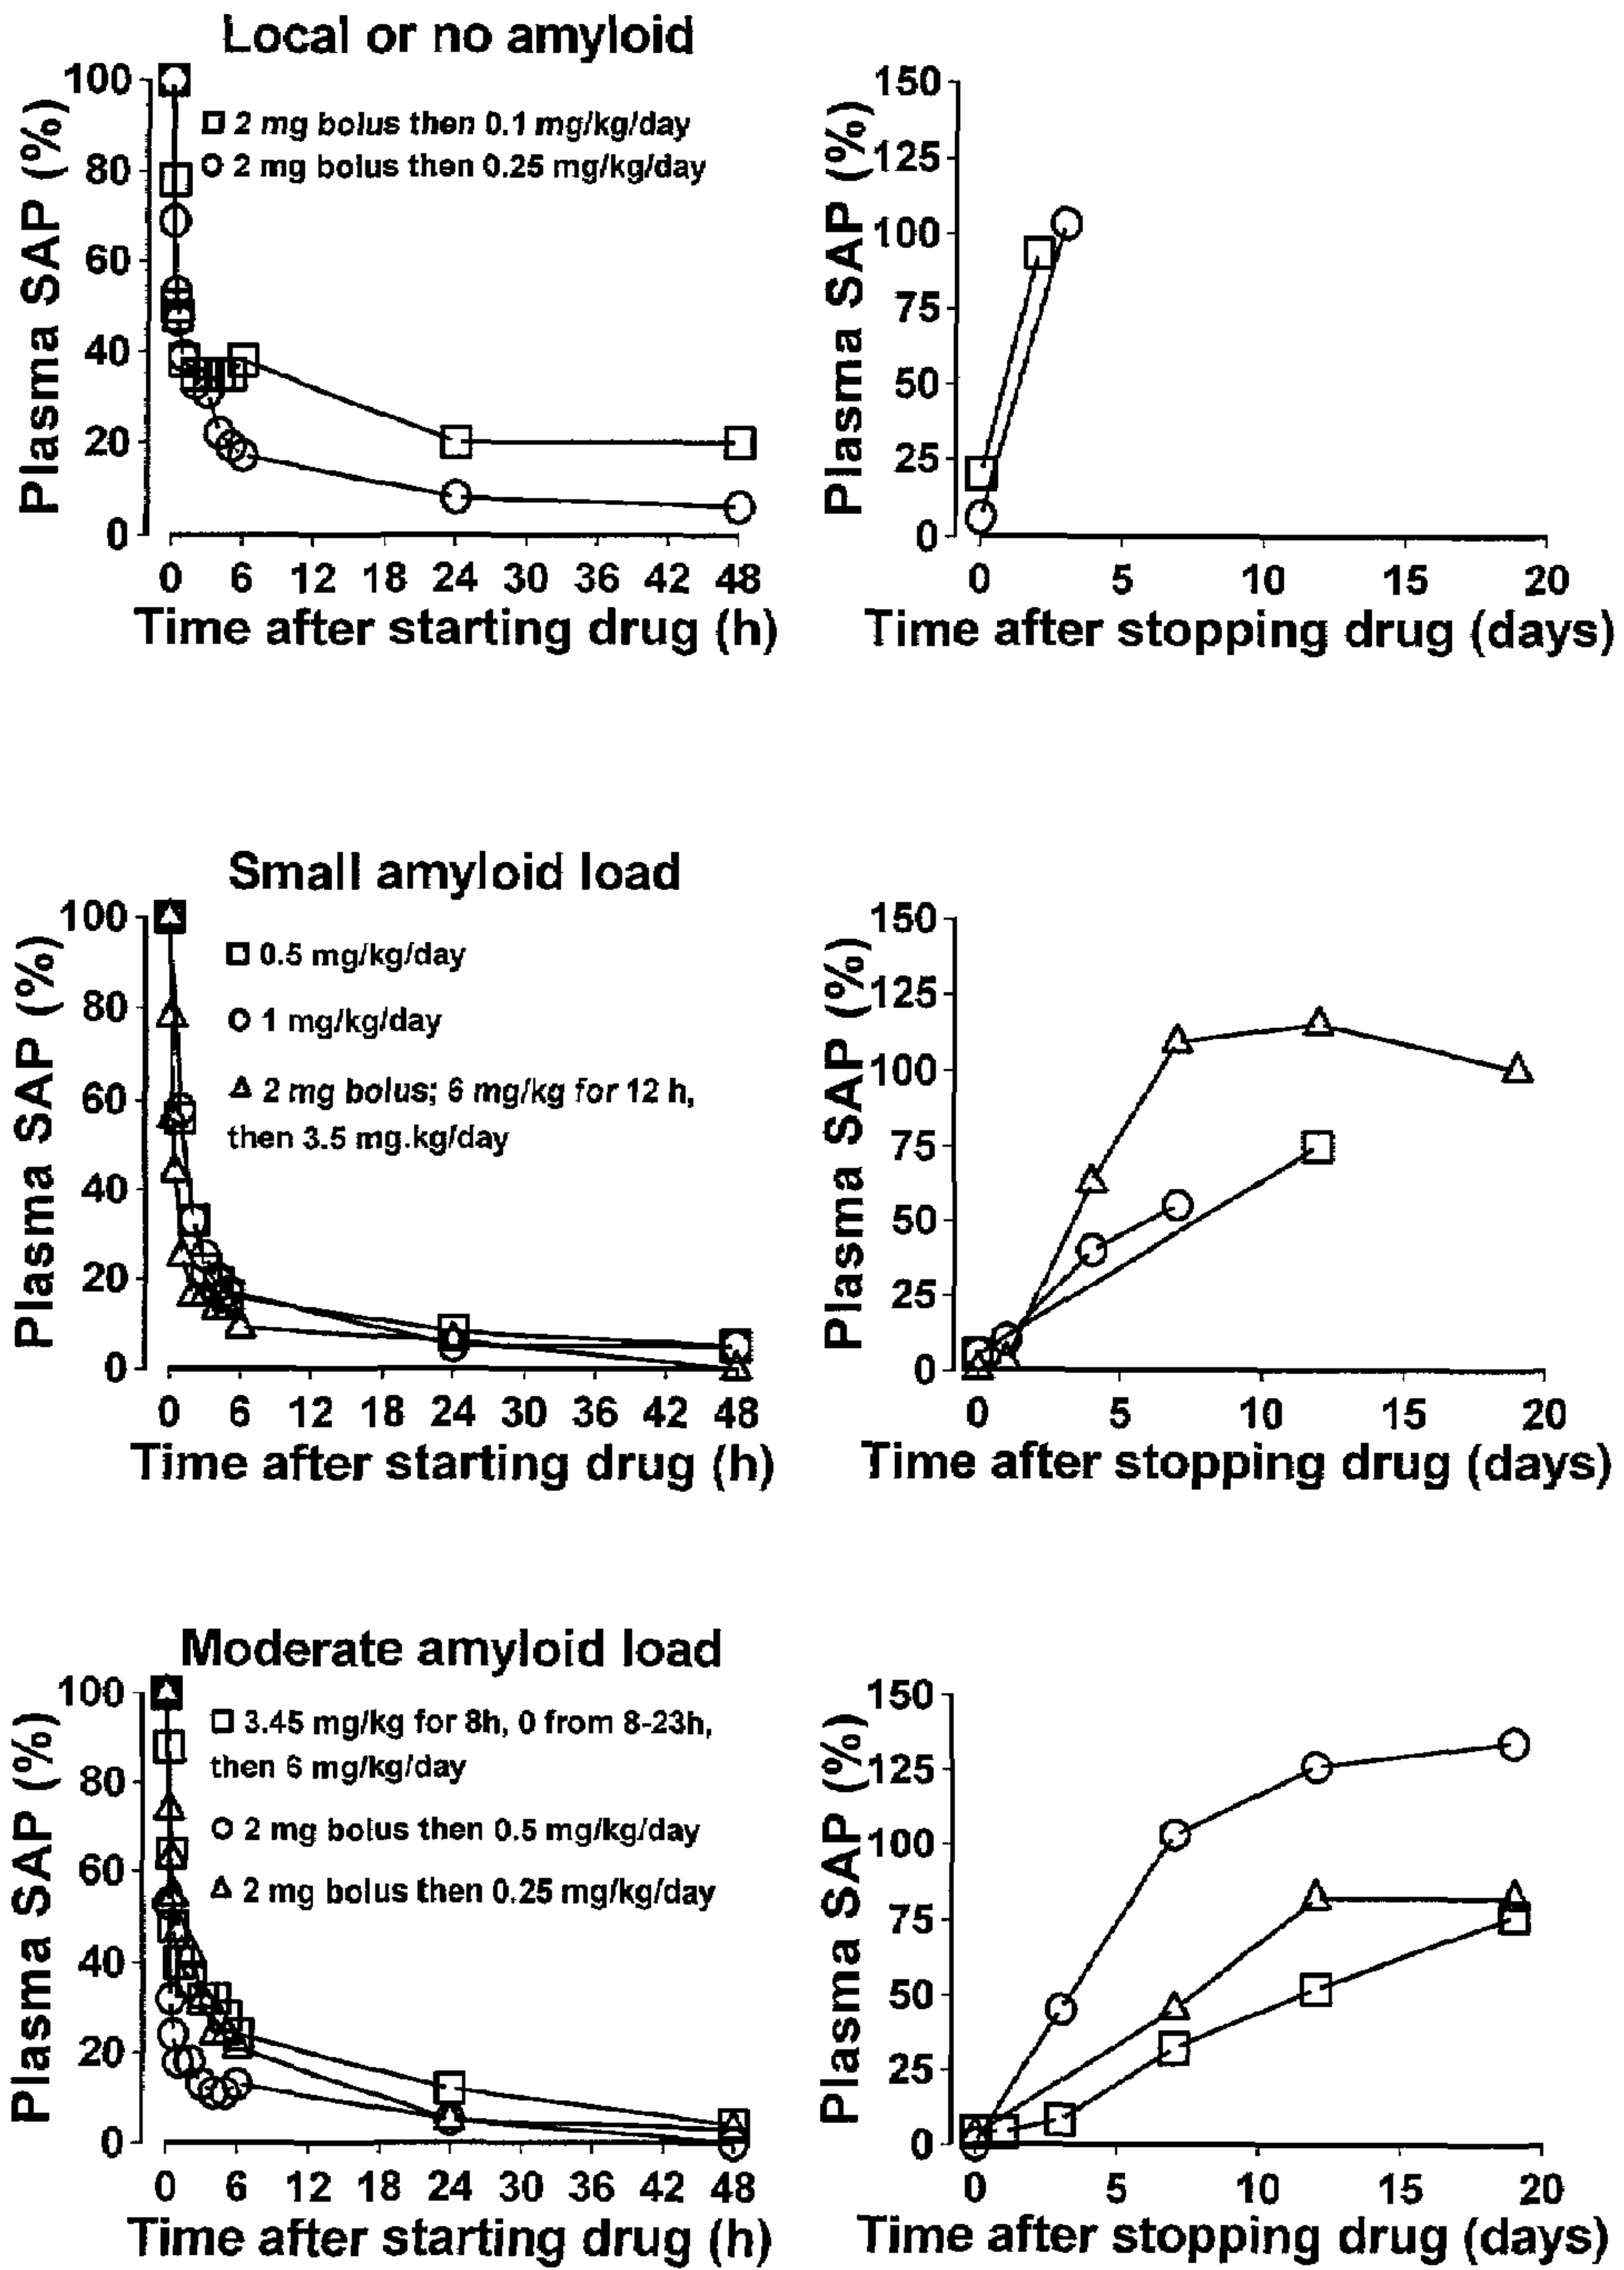 Local or no amyloid
Plasma SAP (%)
100
80
60
40
20
0
□ 2 mg bolus then 0.1 mg/kg/day
○ 2 mg bolus then 0.25 mg/kg/day
0 6 12 18 24 30 36 42 48
Time after starting drug (h)
Plasma SAP (%)
150
125
100
75
50
25
0
0 5 10 15 20
Time after stopping drug (days)
Small amyloid load
Plasma SAP (%)
100
80
60
40
20
0
□ 0.5 mg/kg/day
○ 1 mg/kg/day
△ 2 mg bolus; 6 mg/kg for 12 h,
then 3.5 mg.kg/day
0 6 12 18 24 30 36 42 48
Time after starting drug (h)
Plasma SAP (%)
150
125
100
75
50
25
0
0 5 10 15 20
Time after stopping drug (days)
Moderate amyloid load
Plasma SAP (%)
100
80
60
40
20
0
□ 3.45 mg/kg for 8h, 0 from 8-23h,
then 6 mg/kg/day
○ 2 mg bolus then 0.5 mg/kg/day
△ 2 mg bolus then 0.25 mg/kg/day
0 6 12 18 24 30 36 42 48
Time after starting drug (h)
Plasma SAP (%)
150
125
100
75
50
25
0
0 5 10 15 20
Time after stopping drug (days)